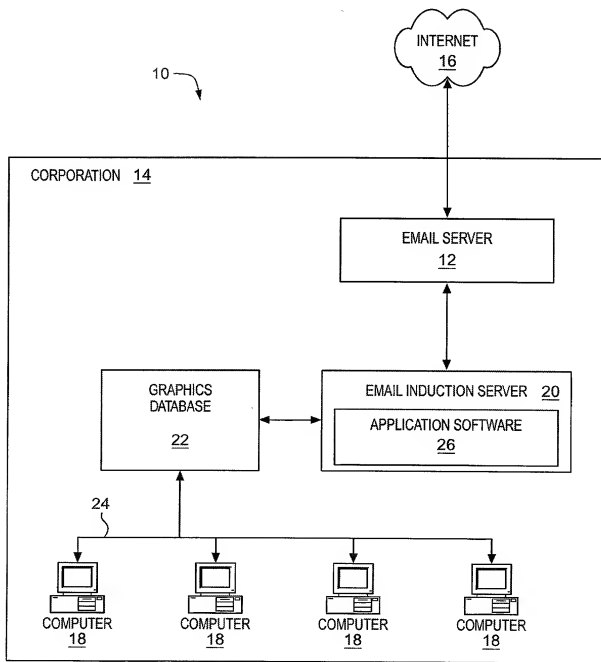 INTERNET
16
10
CORPORATION 14
EMAIL SERVER
12
GRAPHICS
DATABASE
22
EMAIL INDUCTION SERVER 20
APPLICATION SOFTWARE
26
24
COMPUTER
18
COMPUTER
18
COMPUTER
18
COMPUTER
18